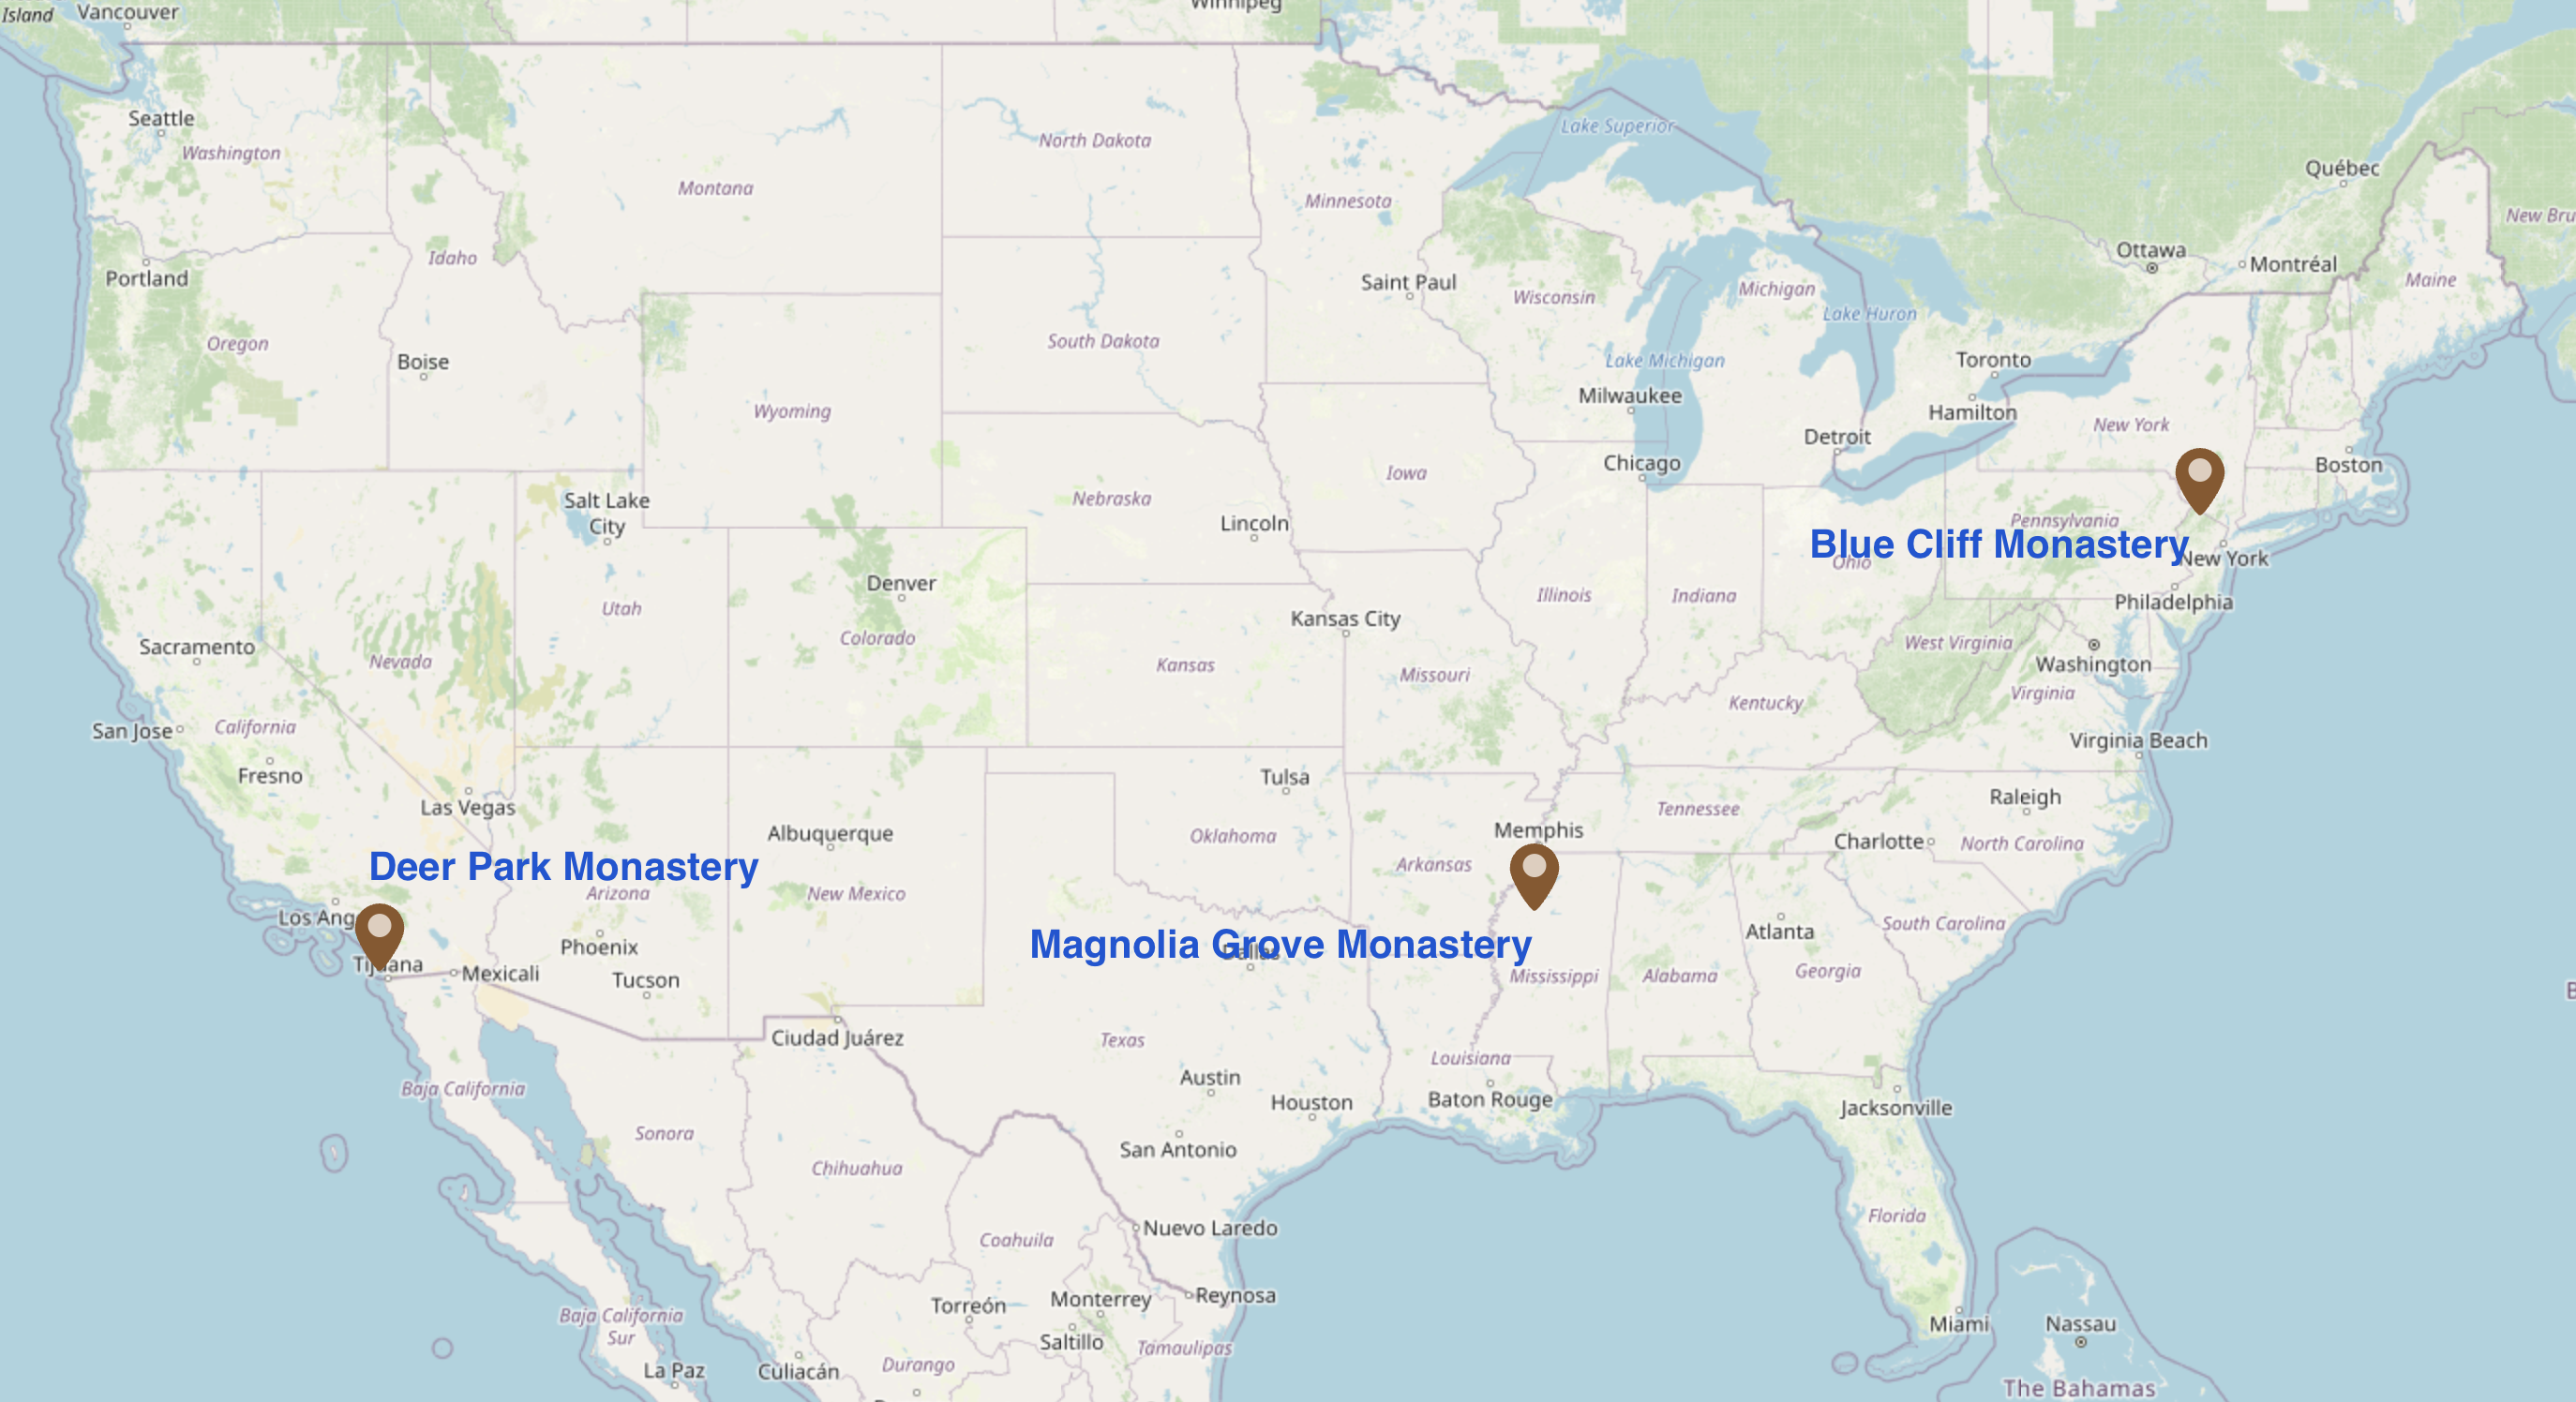 Island
Vancouver
Winnipeg
Seattle
Washington
North Dakota
Montana
Lake Superior
Minnesota
Québec
New Bru
Portland
Idaho
Saint Paul
Wisconsin
Michigan
Ottawa
Montréal
Maine
Oregon
Boise
South Dakota
Lake Huron
Lake Michigan
Toronto
Wyoming
Milwaukee
Hamilton
New York
Detroit
Chicago
Boston
Iowa
Nebraska
Salt Lake
City
Lincoln
Pennsylvania
Blue Cliff Monastery
New York
Ohio
Denver
Utah
Illinois
Indiana
Philadelphia
Kansas City
Colorado
West Virginia
Sacramento
Nevada
Kansas
Missouri
Washington
Virginia
Kentucky
San Jose
California
Virginia Beach
Fresno
Tulsa
Las Vegas
Raleigh
Tennessee
Albuquerque
Oklahoma
Memphis
Charlotte
North Carolina
Deer Park Monastery
Arkansas
Arizona
New Mexico
Los Ang
Phoenix
Magnolia Grove Monastery
Dallas
Atlanta
South Carolina
Tijuana
Mexicali
Tucson
Mississippi
Alabama
Georgia
B
Ciudad Juárez
Texas
Louisiana
Baja California
Austin
Houston
Baton Rouge
Jacksonville
Sonora
San Antonio
Chihuahua
Florida
Nuevo Laredo
Coahuila
Reynosa
Torreón
Monterrey
Baja California
Sur
Miami
Nassau
Saltillo
Tamaulipas
La Paz
Culiacán
Durango
The Bahamas